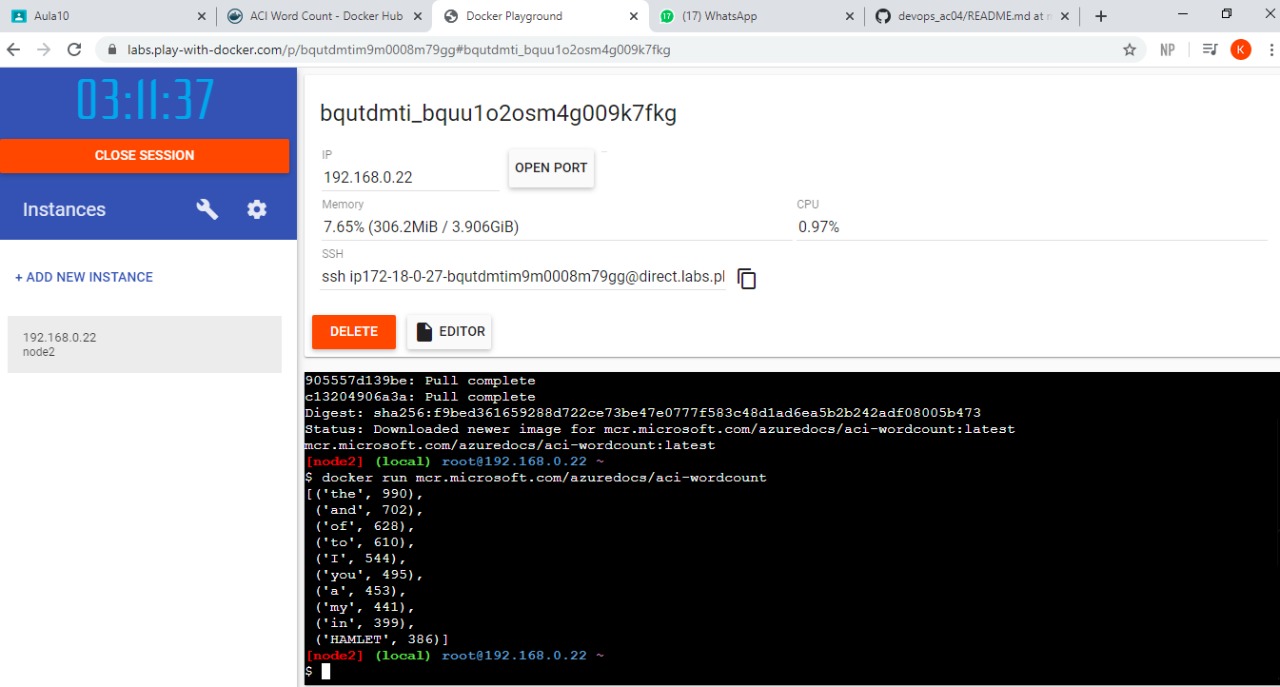 Aula10
ACI Word Count - Docker Hub
Docker Playground
(17) WhatsApp
devops_ac04/README.md at
labs.play-with-docker.com/p/bqutdmtim9m0008m79gg#bqutdmti_bquu1o2osm4g009k7fkg
NP
K
03:11:37
CLOSE SESSION
Instances
+ ADD NEW INSTANCE
192.168.0.22
node2
bqutdmti_bquu1o2osm4g009k7fkg
IP
192.168.0.22
OPEN PORT
Memory
7.65% (306.2MiB / 3.906GiB)
CPU
0.97%
SSH
ssh ip172-18-0-27-bqutdmtim9m0008m79gg@direct.labs.pl
DELETE
EDITOR
905557d139be: Pull complete
c13204906a3a: Pull complete
Digest: sha256:f9bed361659288d722ce73be47e0777f583c48d1ad6ea5b2b242adf08005b473
Status: Downloaded newer image for mcr.microsoft.com/azuredocs/aci-wordcount:latest
mcr.microsoft.com/azuredocs/aci-wordcount:latest
[node2] (local) root@192.168.0.22 ~
$ docker run mcr.microsoft.com/azuredocs/aci-wordcount
[('the', 990),
('and', 702),
('of', 628),
('to', 610),
('I', 544),
('you', 495),
('a', 453),
('my', 441),
('in', 399),
('HAMLET', 386)]
[node2] (local) root@192.168.0.22 ~
$